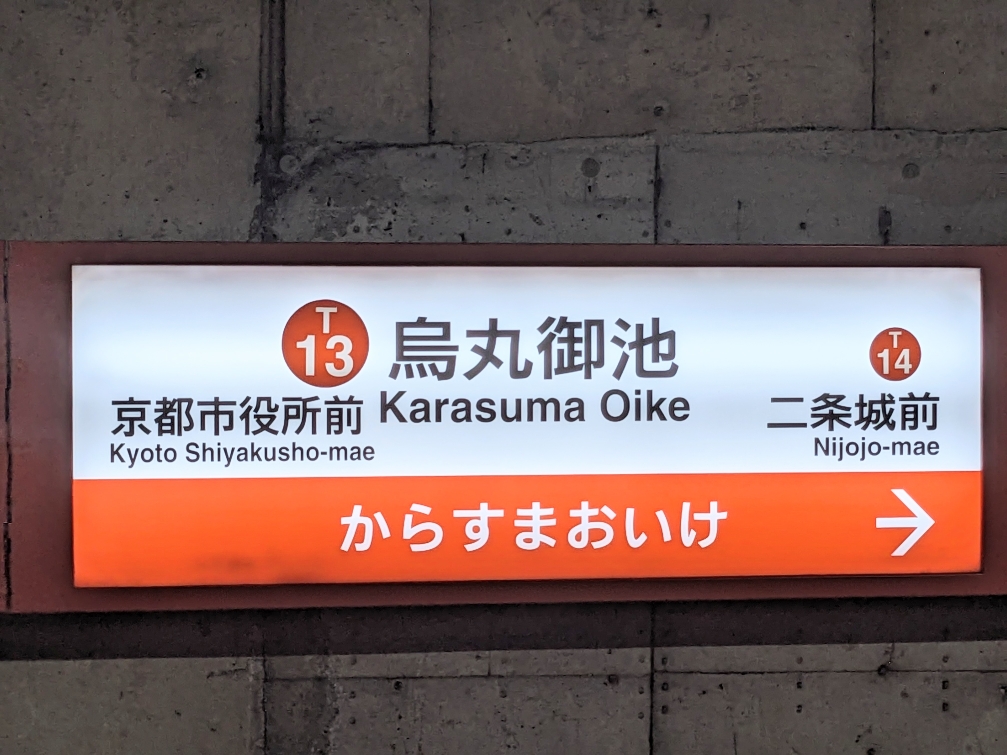 T
13
烏丸御池
Karasuma Oike
京都市役所前
Kyoto Shiyakusho-mae
T
14
二条城前
Nijojo-mae
からすまおいけ